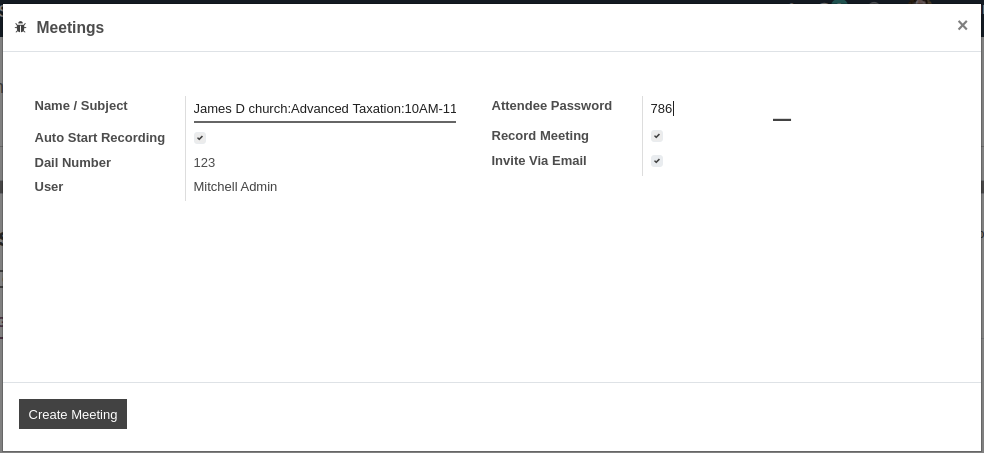 Meetings ×
Name / Subject James D church:Advanced Taxation:10AM-11
Auto Start Recording
Dail Number 123
User Mitchell Admin
Attendee Password 786
Record Meeting
Invite Via Email
Create Meeting